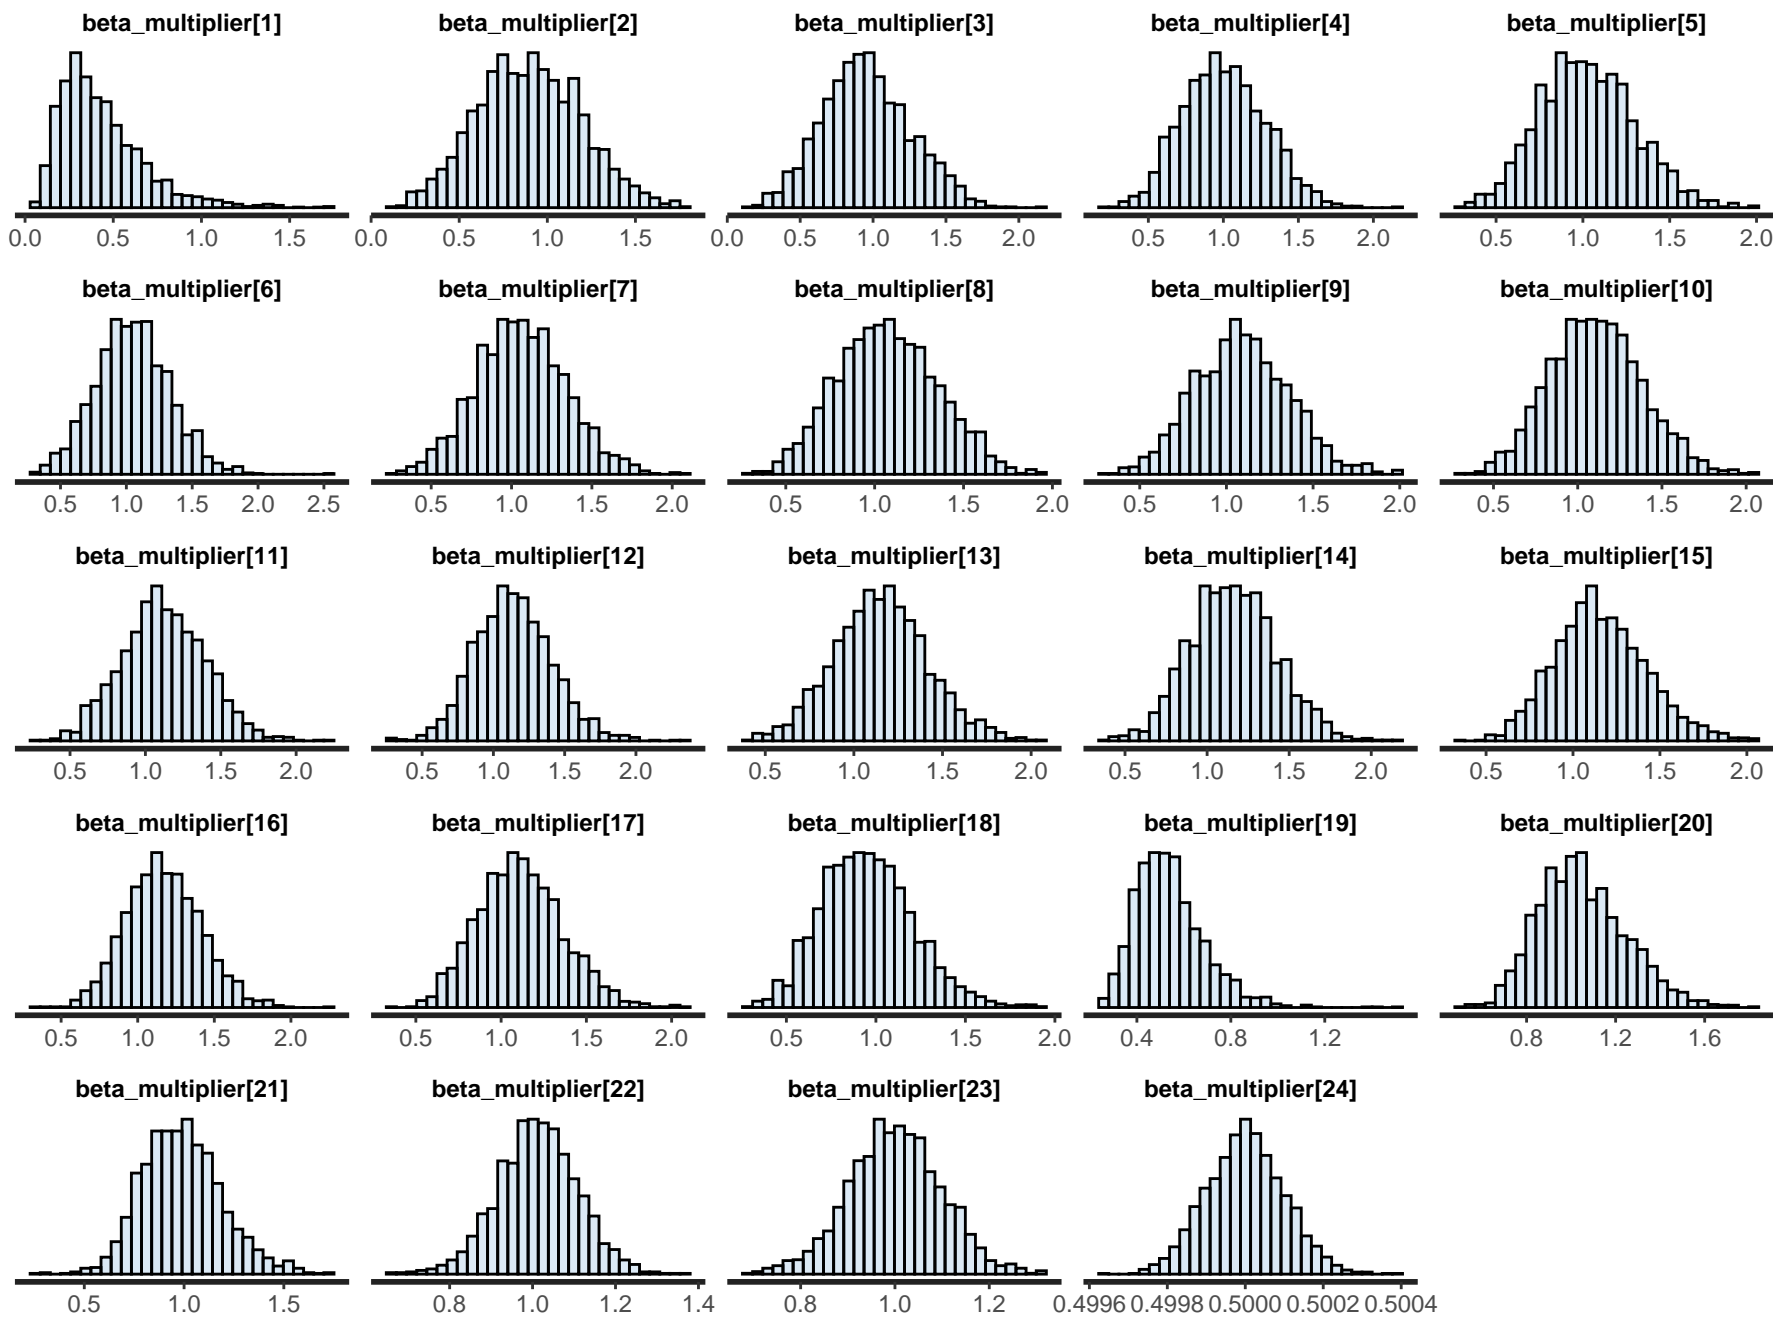 beta_multiplier[1] beta_multiplier[2] beta_multiplier[3] beta_multiplier[4] beta_multiplier[5]
0.0 0.5 1.0 1.5 0.0 0.5 1.0 1.5 0.0 0.5 1.0 1.5 2.0 0.5 1.0 1.5 2.0 0.5 1.0 1.5 2.0
beta_multiplier[6] beta_multiplier[7] beta_multiplier[8] beta_multiplier[9] beta_multiplier[10]
0.5 1.0 1.5 2.0 2.5 0.5 1.0 1.5 2.0 0.5 1.0 1.5 2.0 0.5 1.0 1.5 2.0 0.5 1.0 1.5 2.0
beta_multiplier[11] beta_multiplier[12] beta_multiplier[13] beta_multiplier[14] beta_multiplier[15]
0.5 1.0 1.5 2.0 0.5 1.0 1.5 2.0 0.5 1.0 1.5 2.0 0.5 1.0 1.5 2.0 0.5 1.0 1.5 2.0
beta_multiplier[16] beta_multiplier[17] beta_multiplier[18] beta_multiplier[19] beta_multiplier[20]
0.5 1.0 1.5 2.0 0.5 1.0 1.5 2.0 0.5 1.0 1.5 2.0 0.4 0.8 1.2 0.8 1.2 1.6
beta_multiplier[21] beta_multiplier[22] beta_multiplier[23] beta_multiplier[24]
0.5 1.0 1.5 0.8 1.0 1.2 1.4 0.8 1.0 1.2 0.4996 0.4998 0.5000 0.5002 0.5004